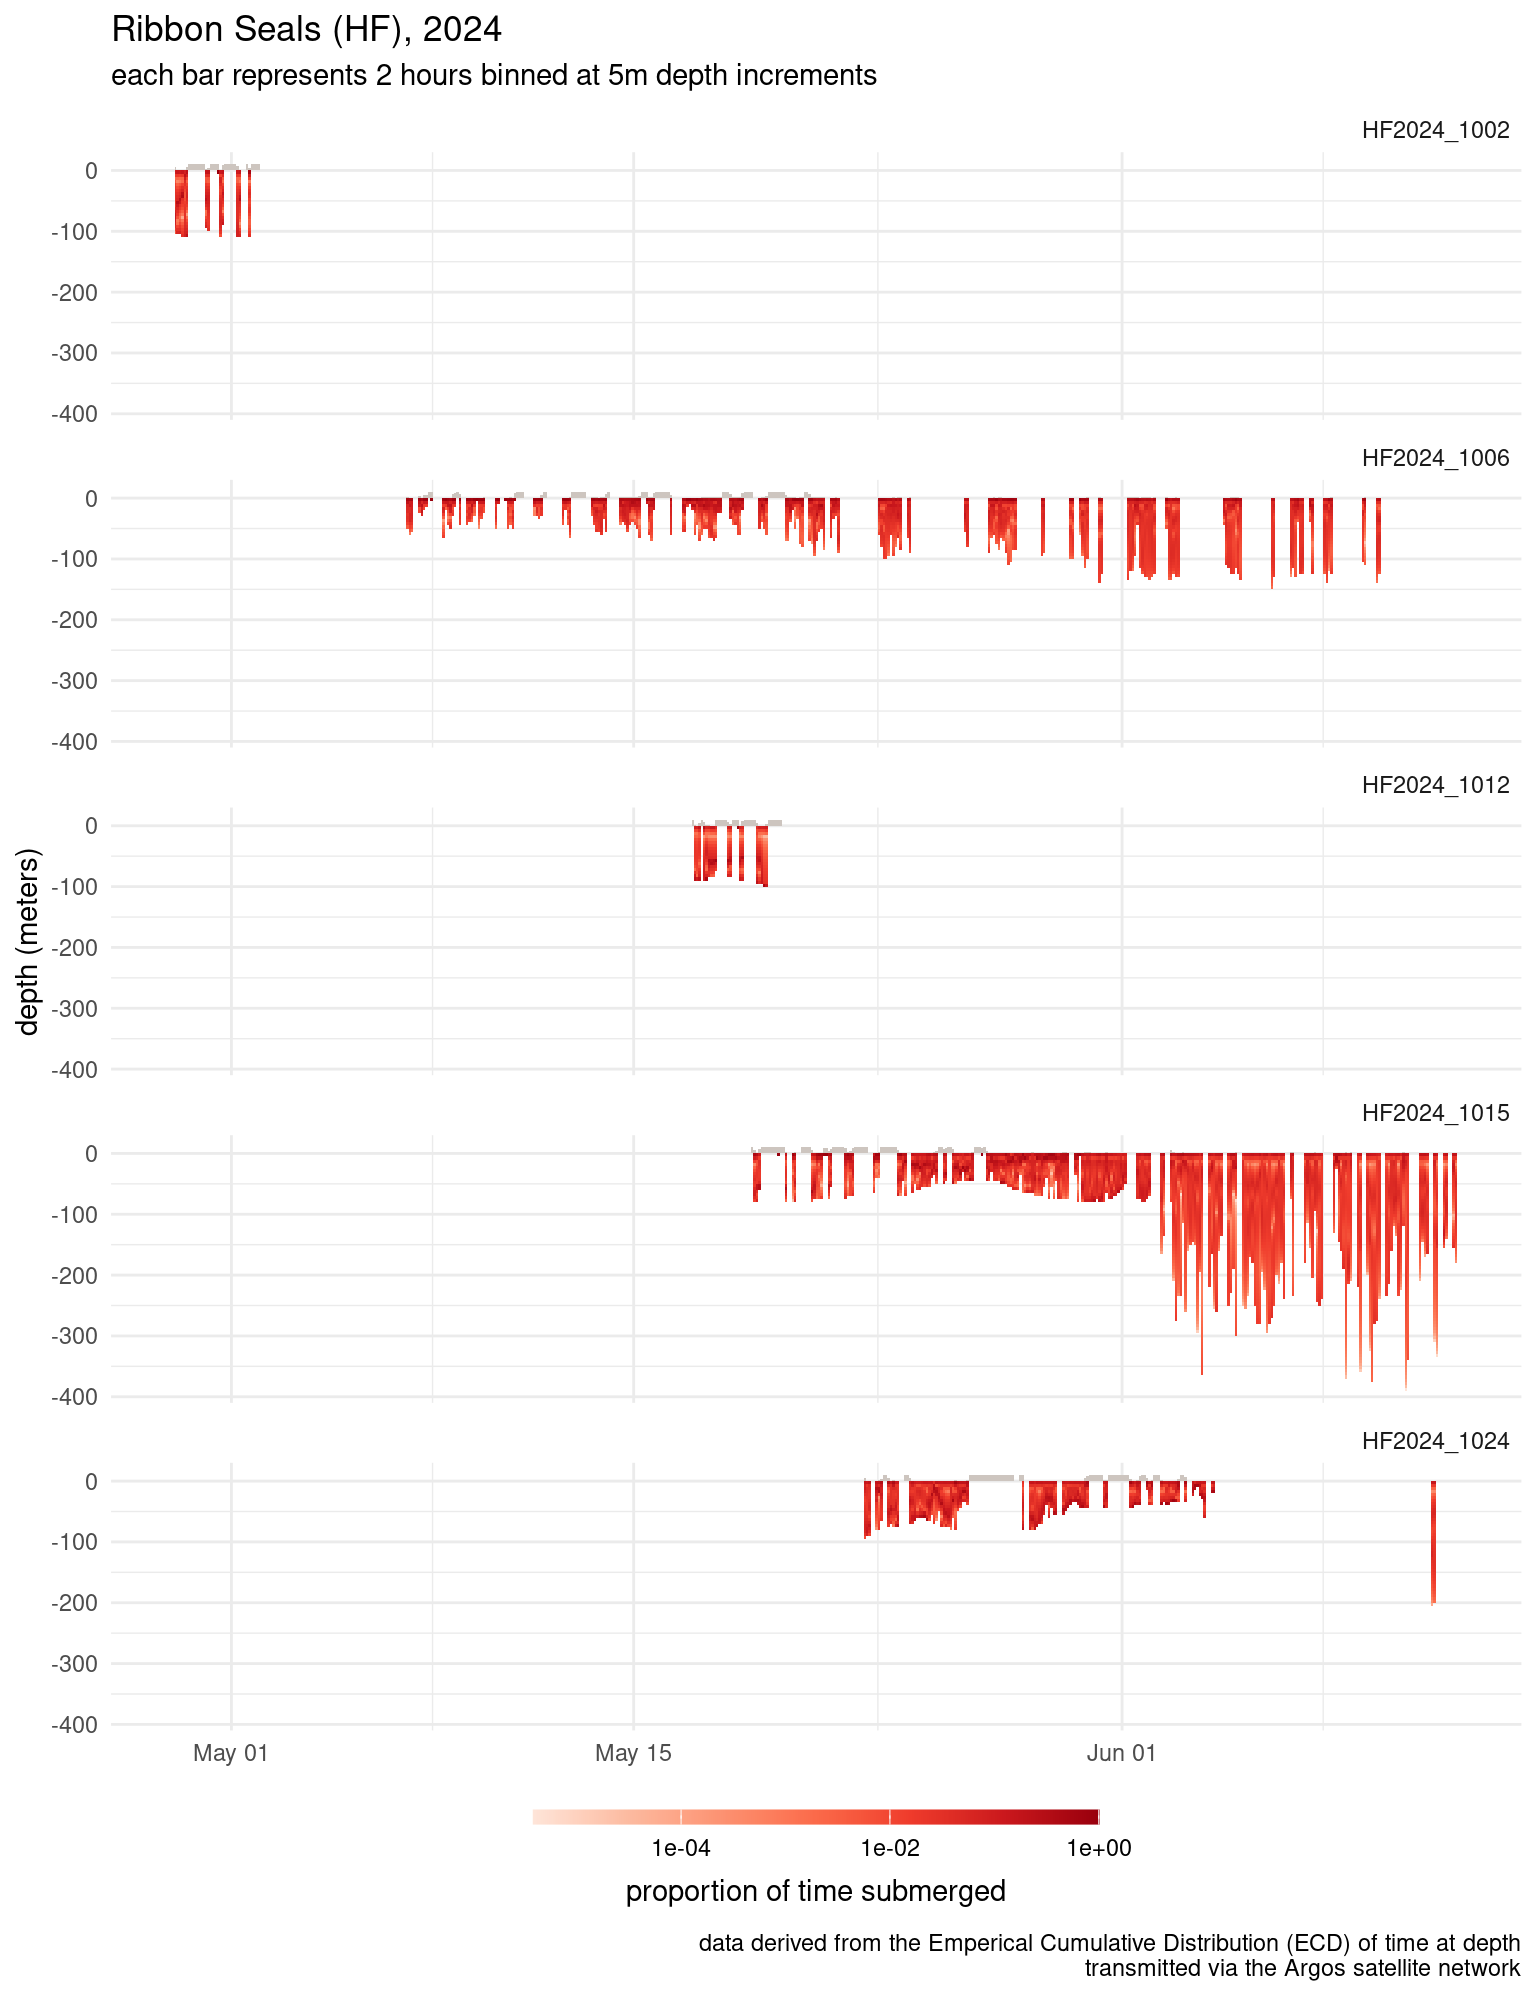 Ribbon Seals (HF), 2024
each bar represents 2 hours binned at 5m depth increments
HF2024_1002
0
-100
-200
-300
-400
HF2024_1006
0
-100
-200
-300
-400
HF2024_1012
0
-100
-200
-300
-400
depth (meters)
HF2024_1015
0
-100
-200
-300
-400
HF2024_1024
0
-100
-200
-300
-400
May 01
May 15
Jun 01
1e-04
1e-02
1e+00
proportion of time submerged
data derived from the Emperical Cumulative Distribution (ECD) of time at depth
transmitted via the Argos satellite network